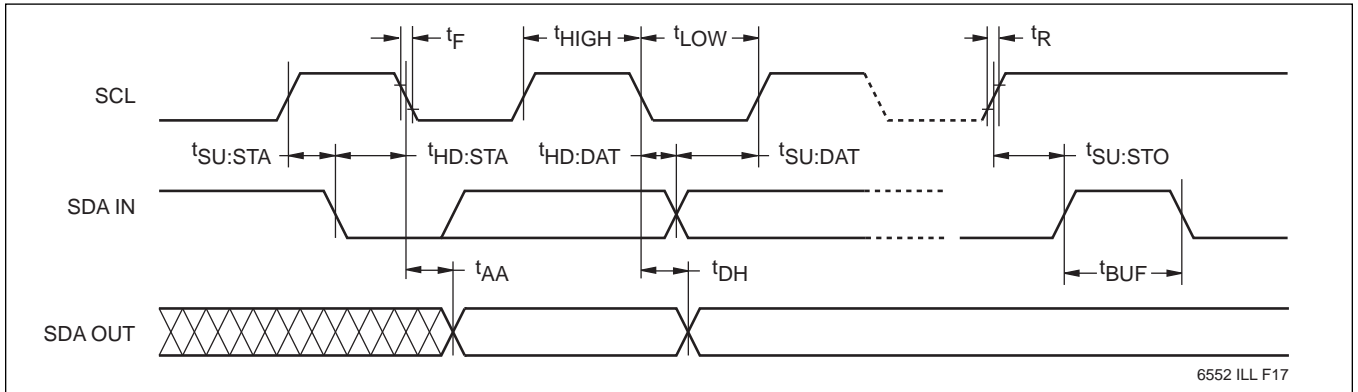 tF tHIGH tLOW tR
SCL
tSU:STA tHD:STA tHD:DAT tSU:DAT tSU:STO
SDA IN
tAA tDH tBUF
SDA OUT
6552 ILL F17